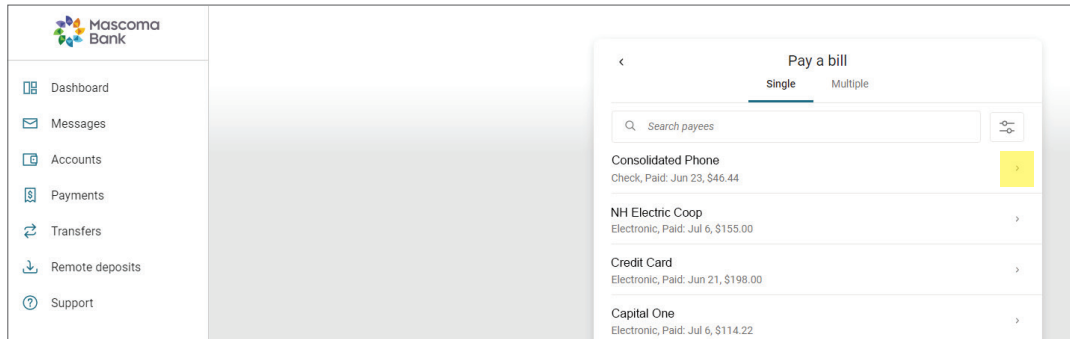 Mascoma
Bank
Dashboard
Messages
Accounts
Payments
Transfers
Remote deposits
Support
Pay a bill
Single Multiple
Search payees
Consolidated Phone
Check, Paid: Jun 23, $46.44
NH Electric Coop
Electronic, Paid: Jul 6, $155.00
Credit Card
Electronic, Paid: Jun 21, $198.00
Capital One
Electronic, Paid: Jul 6, $114.22